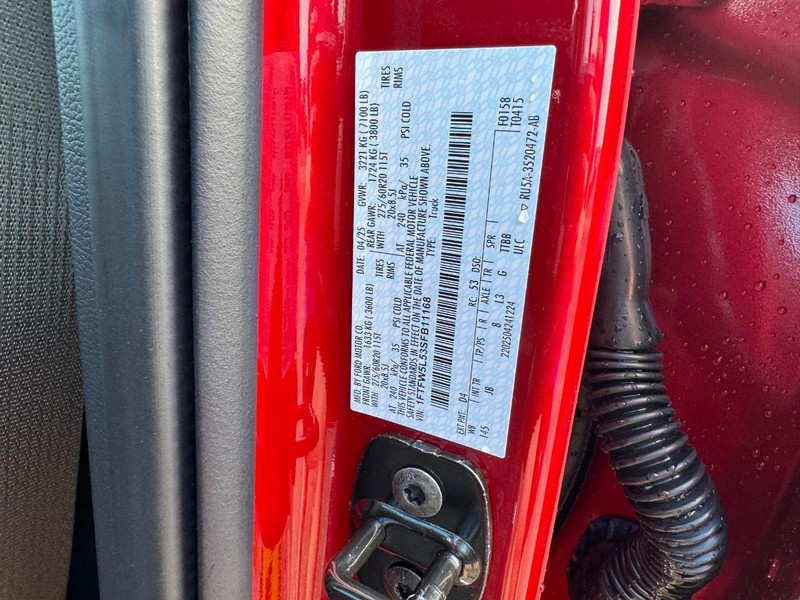 MFD. BY FORD MOTOR CO.
DATE: 04/25 GVWR: 3221 KG (7100 LB)
FRONT GAWR: 1633 KG (3600 LB) REAR GAWR: 1724 KG (3800 LB)
WITH 275/60R20 115T TIRES WITH 275/60R20 115T TIRES
20x8.5J RIMS 20x8.5J RIMS
AT 240 kPa/ 35 PSI COLD AT 240 kPa/ 35 PSI COLD
THIS VEHICLE CONFORMS TO ALL APPLICABLE FEDERAL MOTOR VEHICLE
SAFETY STANDARDS IN EFFECT ON THE DATE OF MANUFACTURE SHOWN ABOVE.
VIN: 1FTFW5L53SFB11168 TYPE: Truck
F0158
T0415
EXT PNT: D4 RC: 53 DSO:
WB INT TR TP/PS R AXLE TR SPR
145 JB 8 L3 G TTBB
2202504241224 ULC
▽ RU5A-3520472-AB